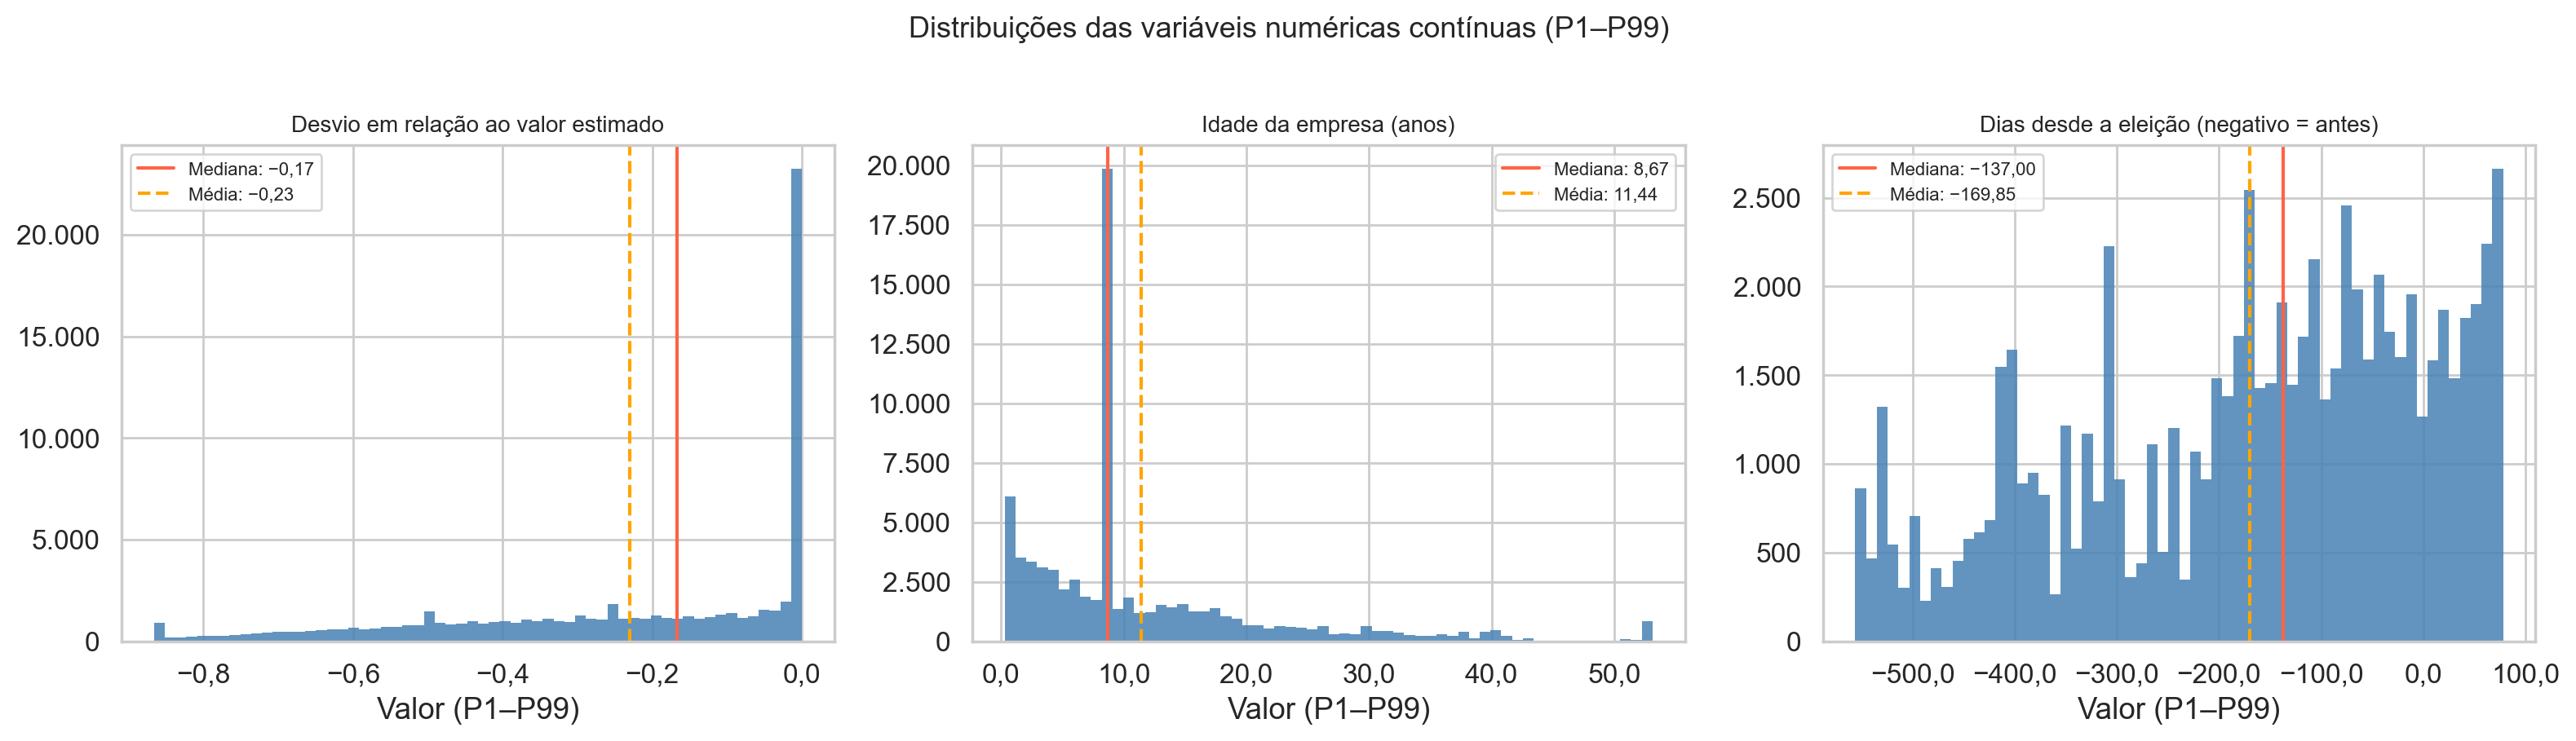 Distribuições das variáveis numéricas contínuas (P1–P99)
Desvio em relação ao valor estimado
Mediana: −0,17
Média: −0,23
20.000
15.000
10.000
5.000
0
−0,8 −0,6 −0,4 −0,2 0,0
Valor (P1–P99)
Idade da empresa (anos)
Mediana: 8,67
Média: 11,44
20.000
17.500
15.000
12.500
10.000
7.500
5.000
2.500
0
0,0 10,0 20,0 30,0 40,0 50,0
Valor (P1–P99)
Dias desde a eleição (negativo = antes)
Mediana: −137,00
Média: −169,85
2.500
2.000
1.500
1.000
500
0
−500,0 −400,0 −300,0 −200,0 −100,0 0,0 100,0
Valor (P1–P99)